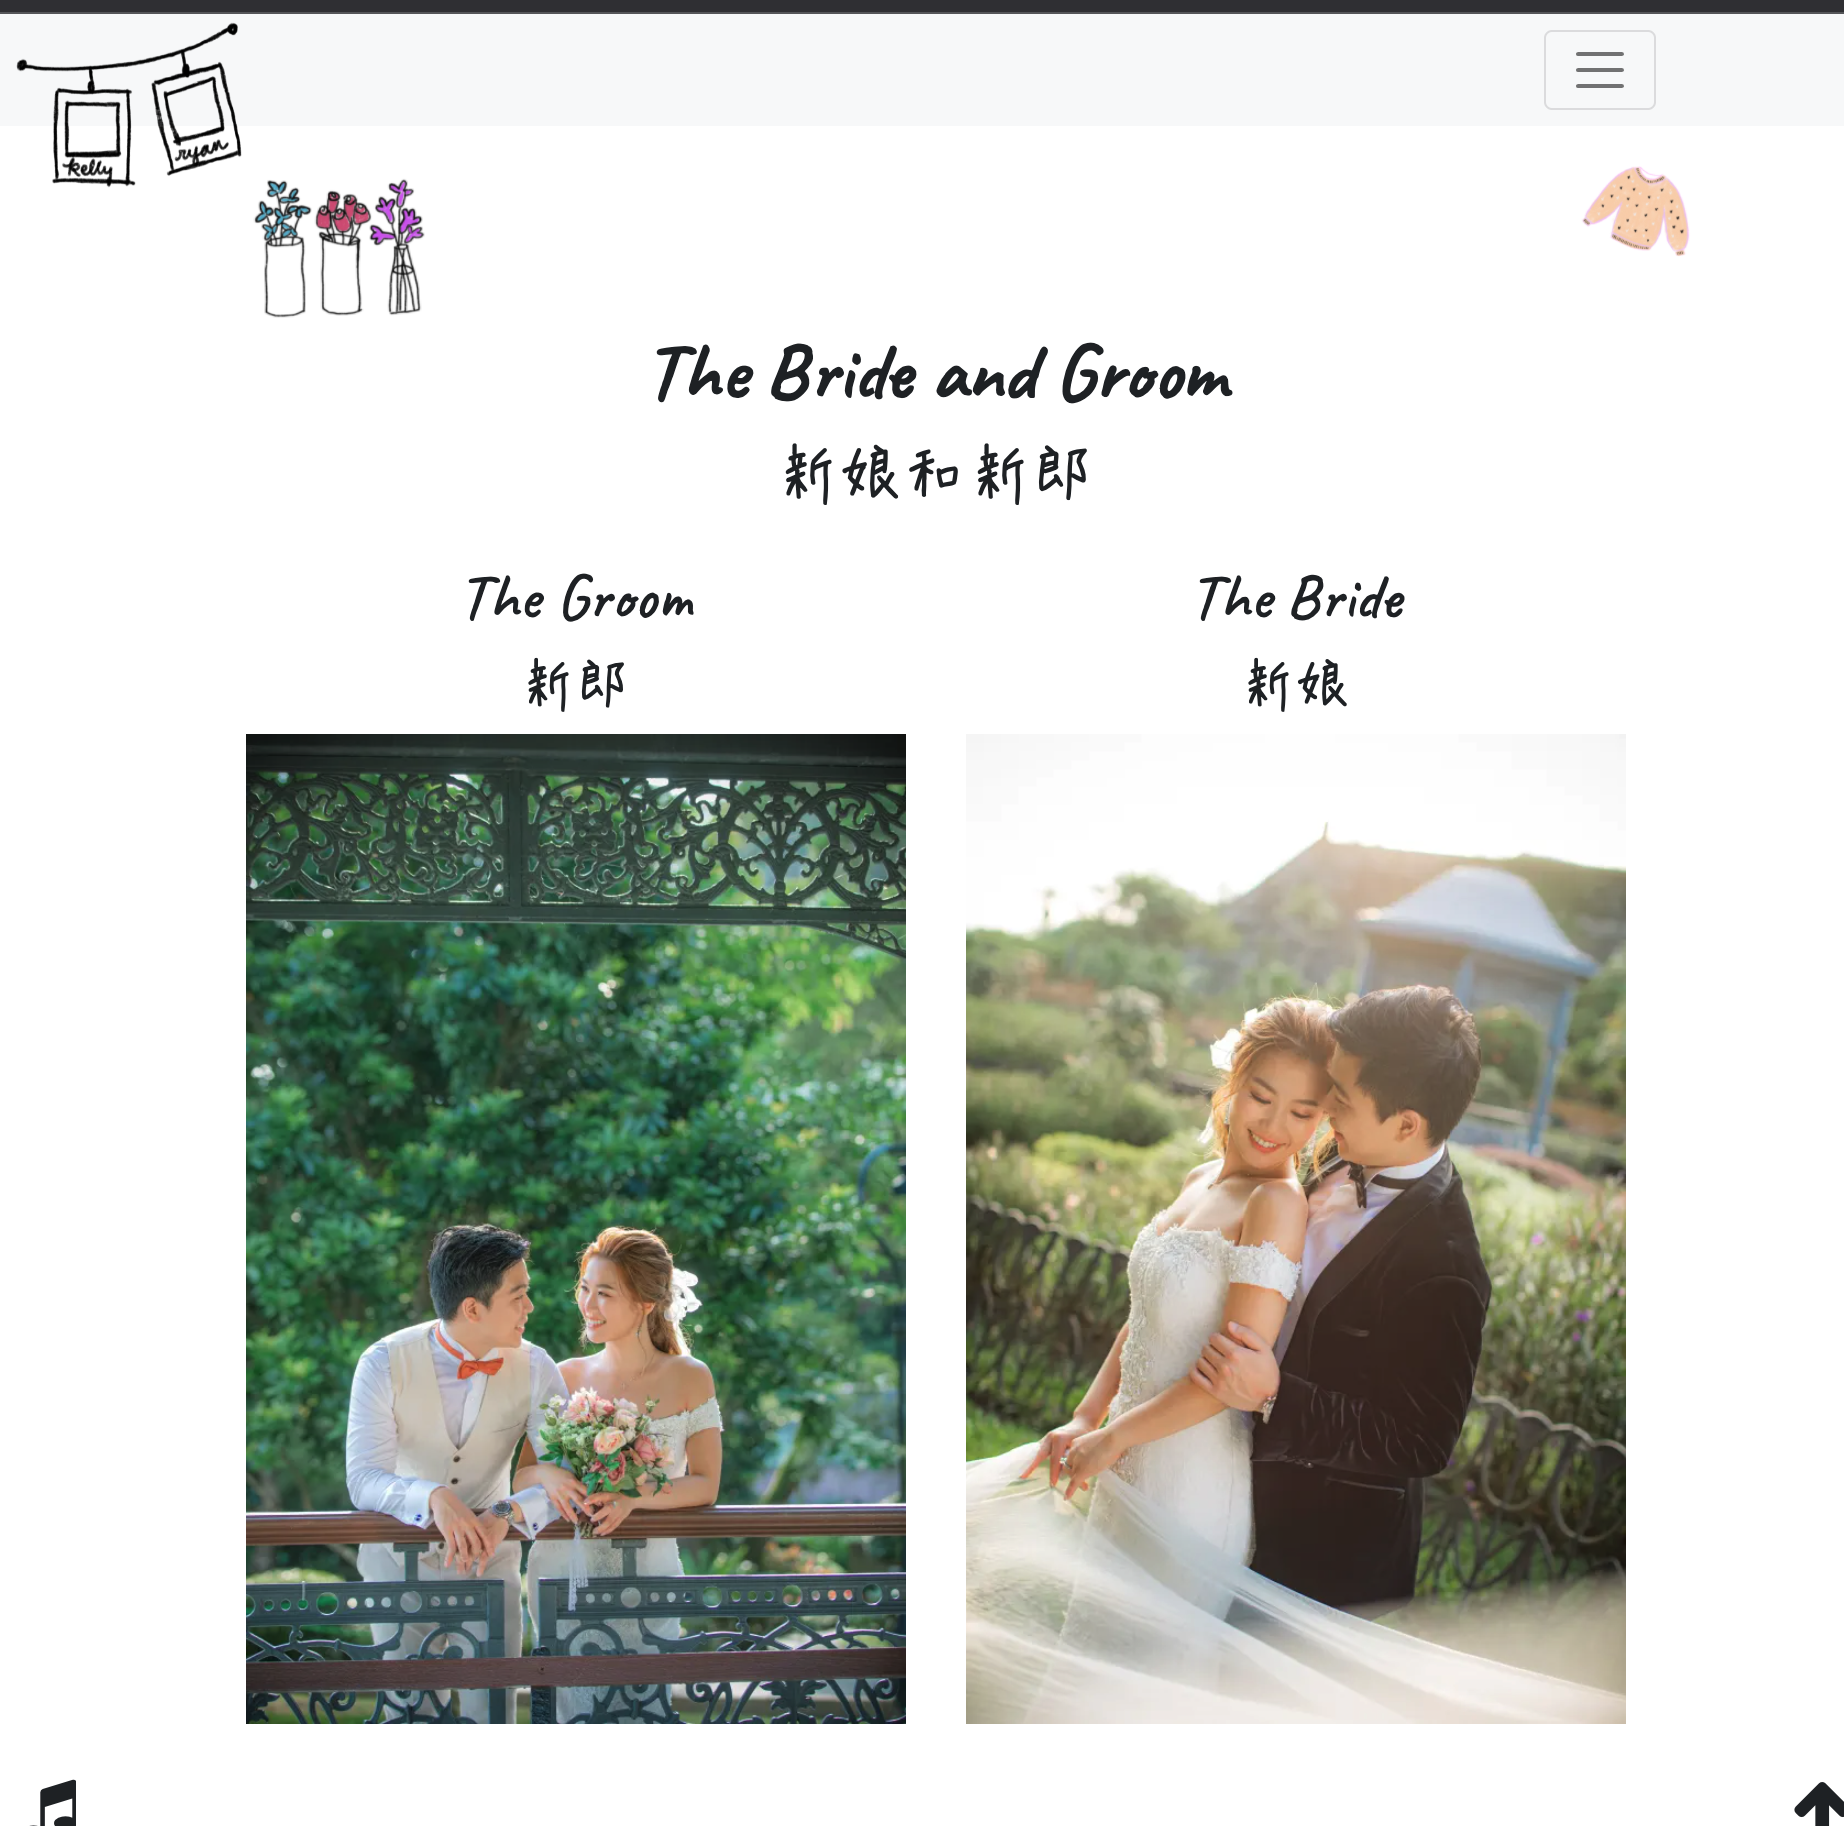 kelly
ryan
The Bride and Groom
新娘和新郎
The Groom
新郎
The Bride
新娘